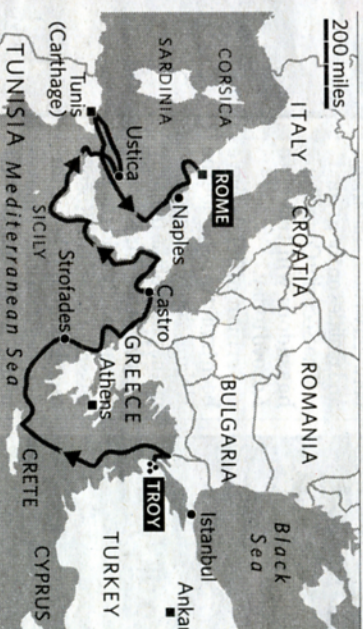 200 miles
ITALY
CROATIA
ROMANIA
Black
Sea
CORSICA
SARDINIA
ROME
Naples
BULGARIA
Istanbul
Ankar
Ustica
Castro
GREECE
TROY
TURKEY
Tunis
(Carthage)
Athens
Strofades
SICILY
CRETE
CYPRUS
TUNISIA
Mediterranean Sea